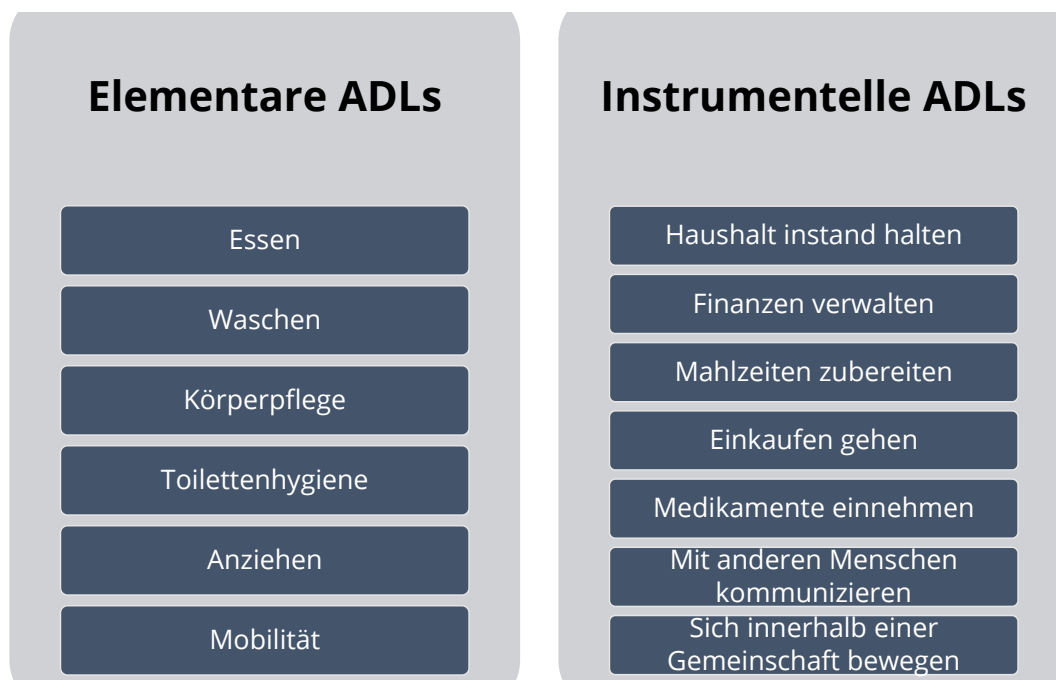 Elementare ADLs
Essen
Waschen
Körperpflege
Toilettenhygiene
Anziehen
Mobilität
Instrumentelle ADLs
Haushalt instand halten
Finanzen verwalten
Mahlzeiten zubereiten
Einkaufen gehen
Medikamente einnehmen
Mit anderen Menschen
kommunizieren
Sich innerhalb einer
Gemeinschaft bewegen